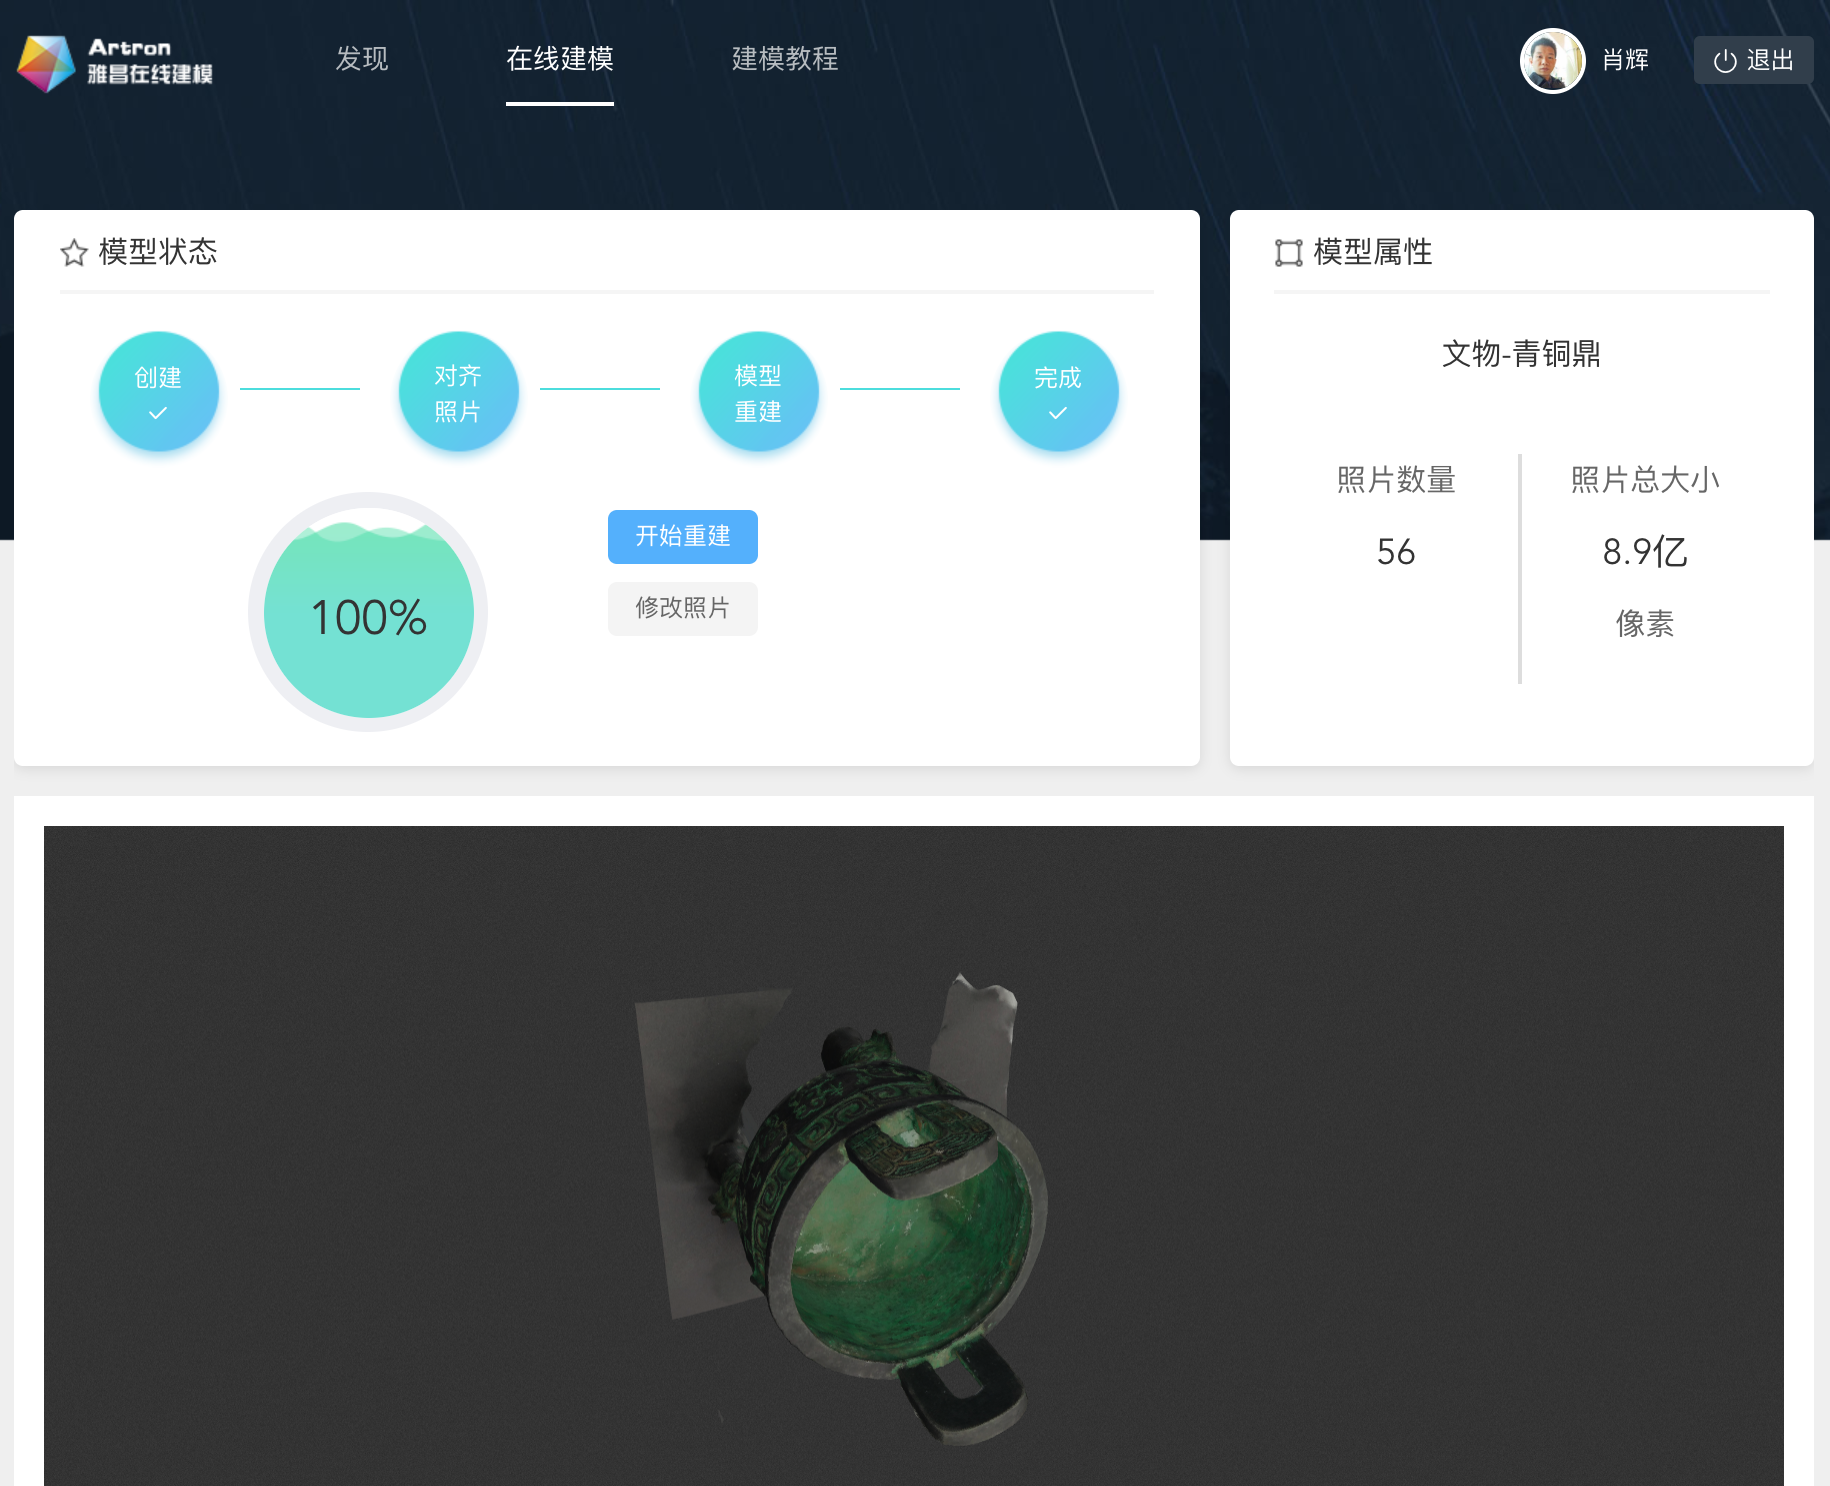 Artron
雅昌在线建模
发现
在线建模
建模教程
肖辉
退出
模型状态
创建
对齐
照片
模型
重建
完成
100%
开始重建
修改照片
模型属性
文物-青铜鼎
照片数量
56
照片总大小
8.9亿
像素